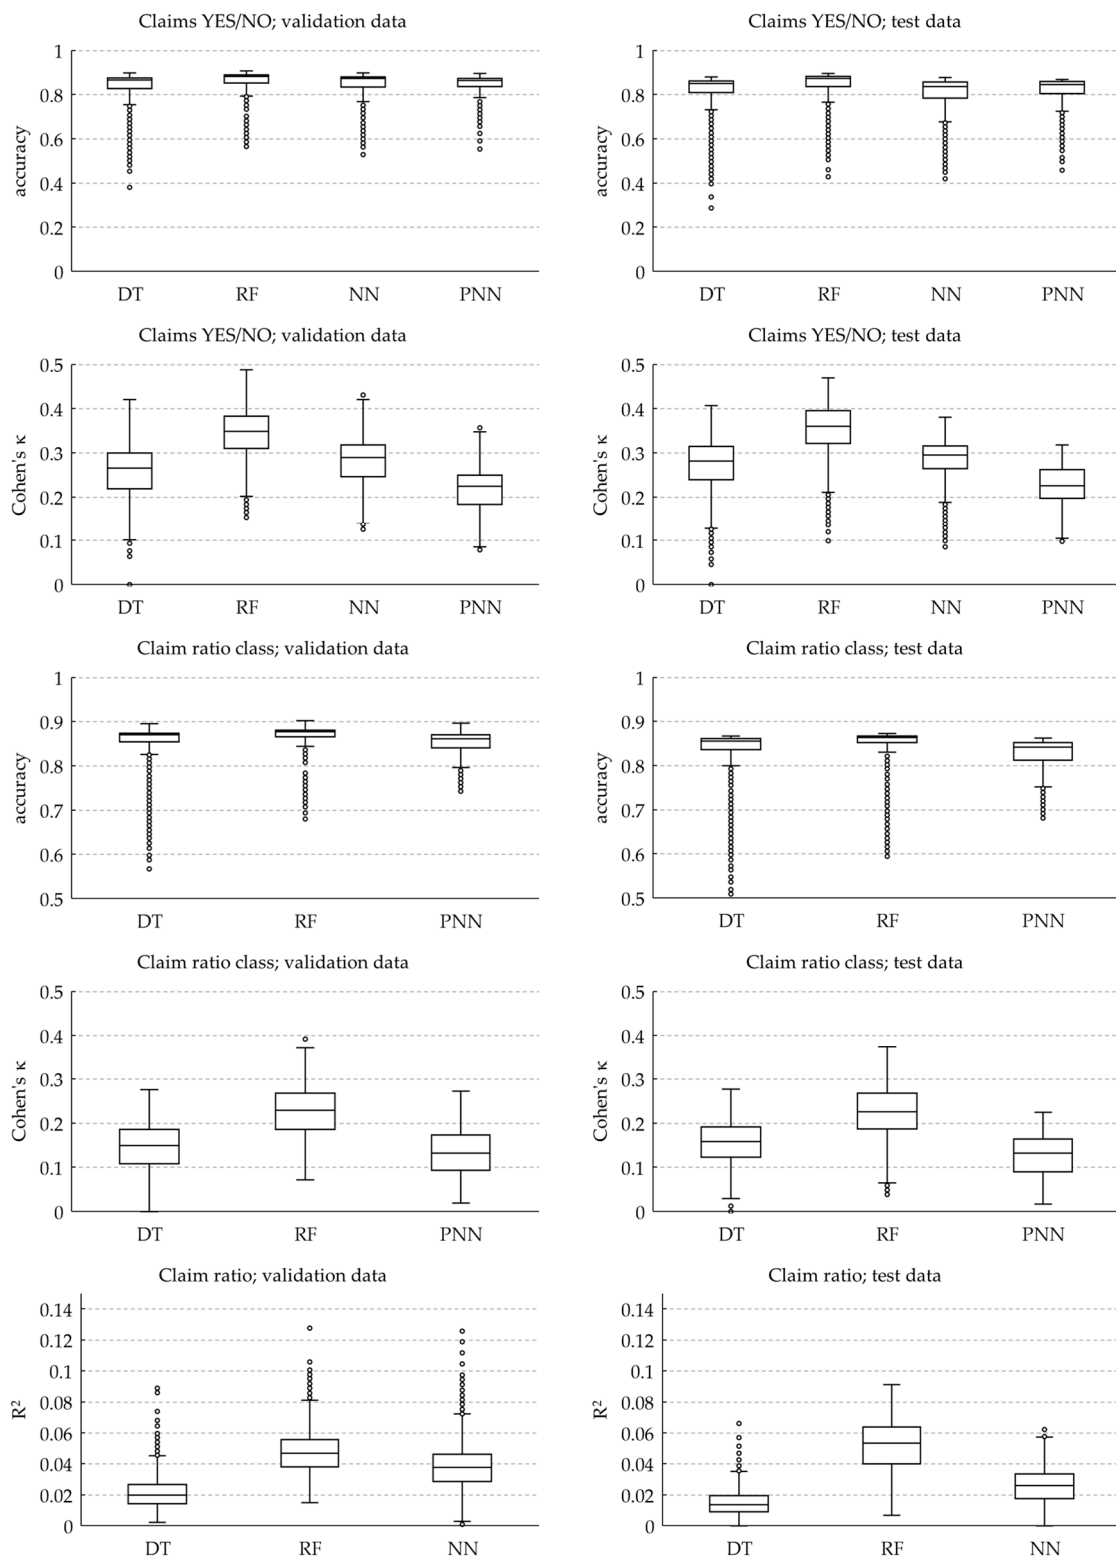 Claims YES/NO; validation data
1
0.8
0.6
0.4
0.2
0
accuracy
DT RF NN PNN
Claims YES/NO; test data
1
0.8
0.6
0.4
0.2
0
accuracy
DT RF NN PNN
Claims YES/NO; validation data
0.5
0.4
0.3
0.2
0.1
0
Cohen's κ
DT RF NN PNN
Claims YES/NO; test data
0.5
0.4
0.3
0.2
0.1
0
Cohen's κ
DT RF NN PNN
Claim ratio class; validation data
1
0.9
0.8
0.7
0.6
0.5
accuracy
DT RF PNN
Claim ratio class; test data
1
0.9
0.8
0.7
0.6
0.5
accuracy
DT RF PNN
Claim ratio class; validation data
0.5
0.4
0.3
0.2
0.1
0
Cohen's κ
DT RF PNN
Claim ratio class; test data
0.5
0.4
0.3
0.2
0.1
0
Cohen's κ
DT RF PNN
Claim ratio; validation data
0.14
0.12
0.1
0.08
0.06
0.04
0.02
0
R²
DT RF NN
Claim ratio; test data
0.14
0.12
0.1
0.08
0.06
0.04
0.02
0
R²
DT RF NN